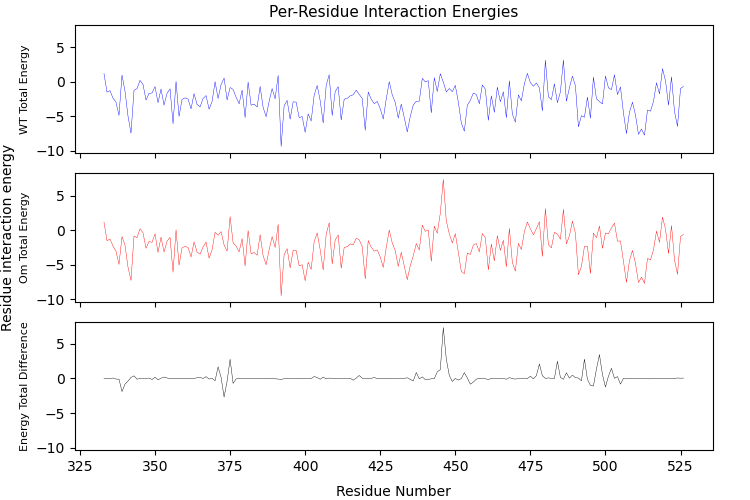 Per-Residue Interaction Energies
Residue interaction energy
WT Total Energy
5
0
−5
−10
Om Total Energy
5
0
−5
−10
Energy Total Difference
5
0
−5
−10
325 350 375 400 425 450 475 500 525
Residue Number